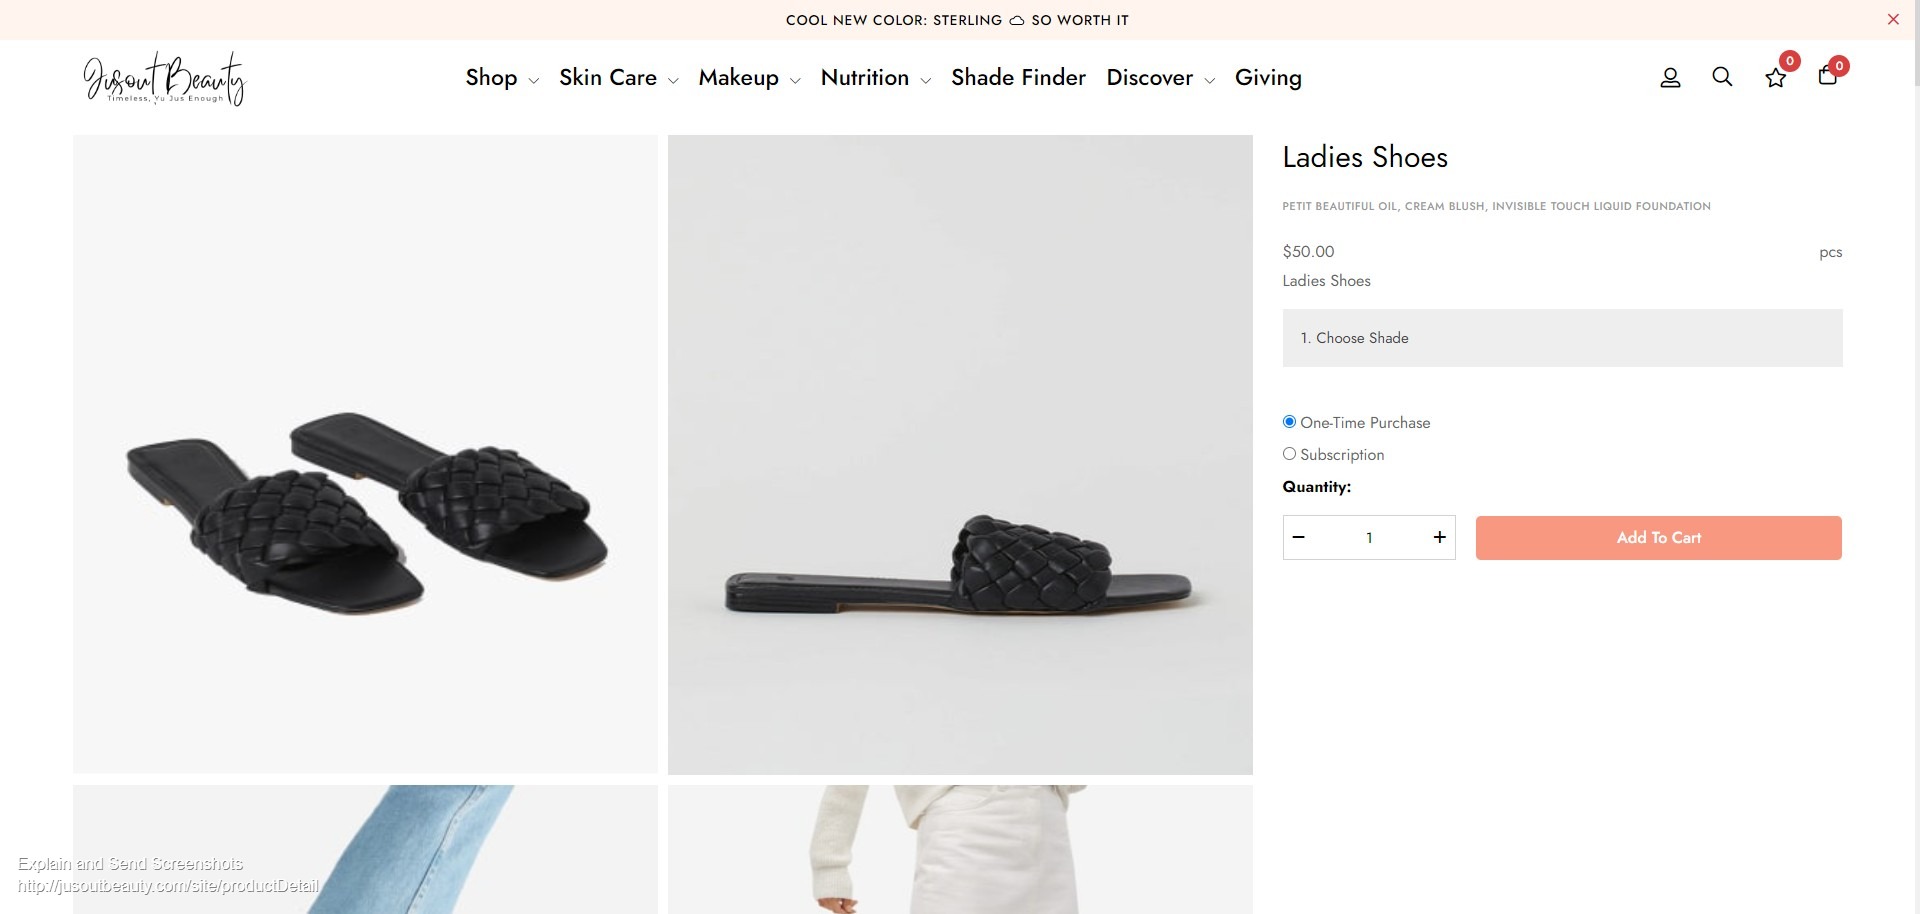 COOL NEW COLOR: STERLING SO WORTH IT
Jusout Beauty
Timeless, Yu Jus Enough
Shop Skin Care Makeup Nutrition Shade Finder Discover Giving
0 0
Ladies Shoes
PETIT BEAUTIFUL OIL, CREAM BLUSH, INVISIBLE TOUCH LIQUID FOUNDATION
$50.00 pcs
Ladies Shoes
1. Choose Shade
One-Time Purchase
Subscription
Quantity:
1 Add To Cart
Explain and Send Screenshots
http://jusoutbeauty.com/site/productDetail